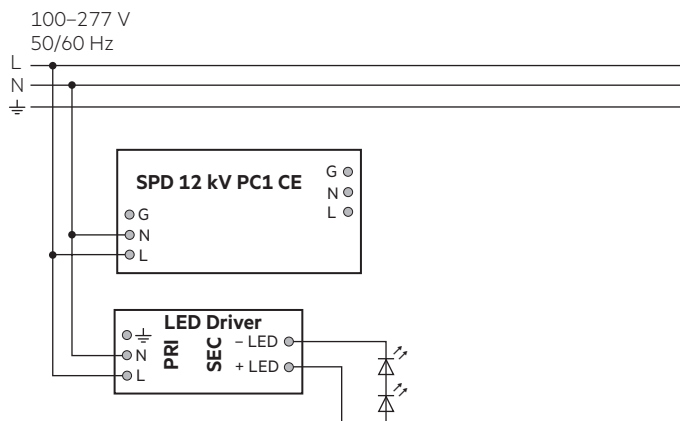 100–277 V
50/60 Hz
L
N
SPD 12 kV PC1 CE
G
N
L
G
N
L
LED Driver
PRI
SEC
N
L
– LED
+ LED